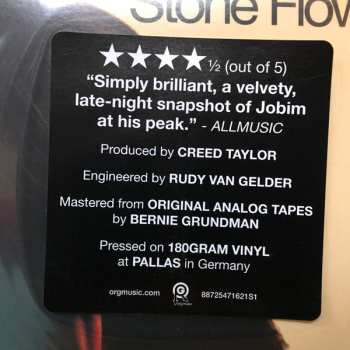 Stone Flow
★★★★½ (out of 5)
“Simply brilliant, a velvety,
late-night snapshot of Jobim
at his peak.” - ALLMUSIC
Produced by CREED TAYLOR
Engineered by RUDY VAN GELDER
Mastered from ORIGINAL ANALOG TAPES
by BERNIE GRUNDMAN
Pressed on 180GRAM VINYL
at PALLAS in Germany
orgmusic.com 88725471621S1